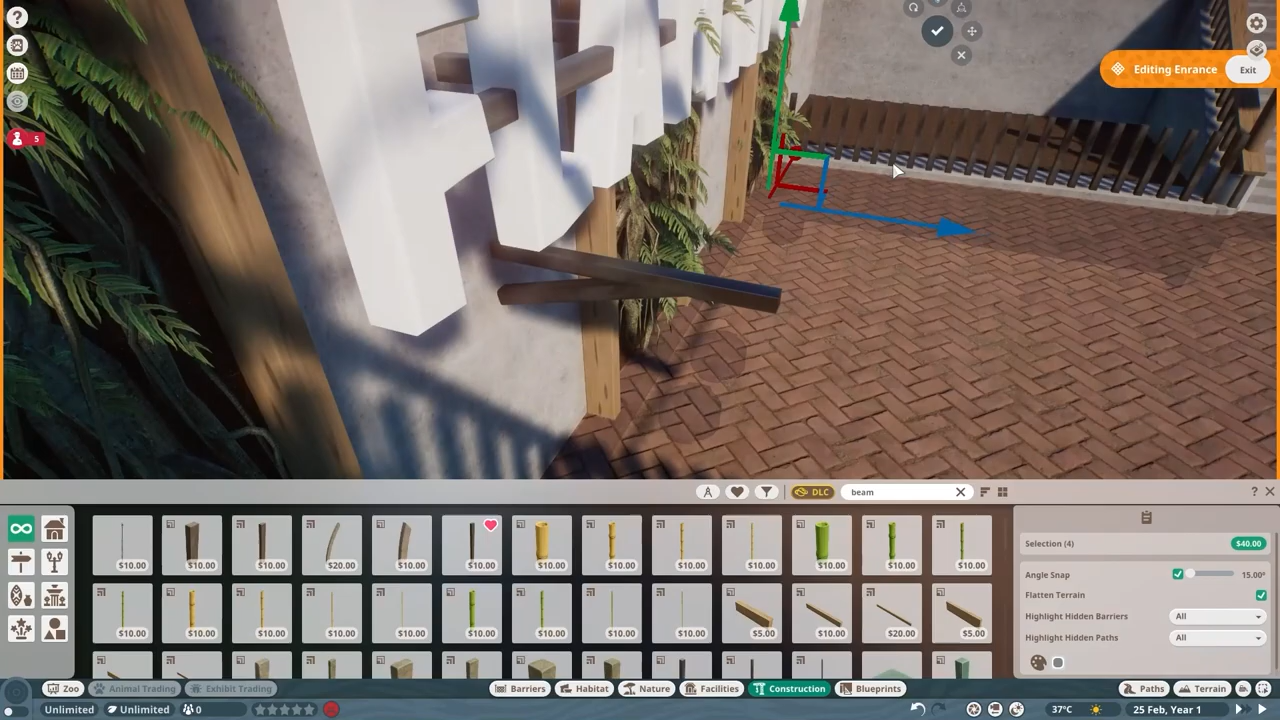 ?
Editing Enrance
Exit
5
DLC
beam
?
$10.00 $10.00 $10.00 $20.00 $10.00 $10.00 $10.00 $10.00 $10.00 $10.00 $10.00 $10.00 $10.00
$10.00 $10.00 $10.00 $10.00 $10.00 $10.00 $10.00 $10.00 $10.00 $5.00 $10.00 $20.00 $5.00
Selection (4) $40.00
Angle Snap 15.00°
Flatten Terrain
Highlight Hidden Barriers All
Highlight Hidden Paths All
Zoo Animal Trading Exhibit Trading Barriers Habitat Nature Facilities Construction Blueprints Paths Terrain
Unlimited Unlimited 0 37°C 25 Feb, Year 1